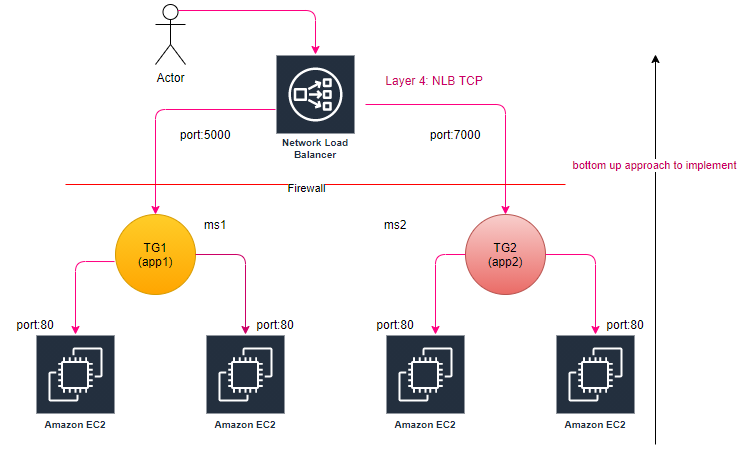 Actor
Layer 4: NLB TCP
Network Load
Balancer
port:5000
port:7000
bottom up approach to implement
Firewall
ms1
ms2
TG1
(app1)
TG2
(app2)
port:80
port:80
port:80
port:80
Amazon EC2
Amazon EC2
Amazon EC2
Amazon EC2